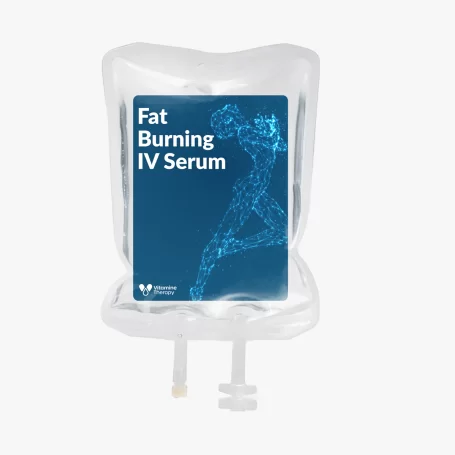 Fat
Burning
IV Serum
Vitamine
Therapy